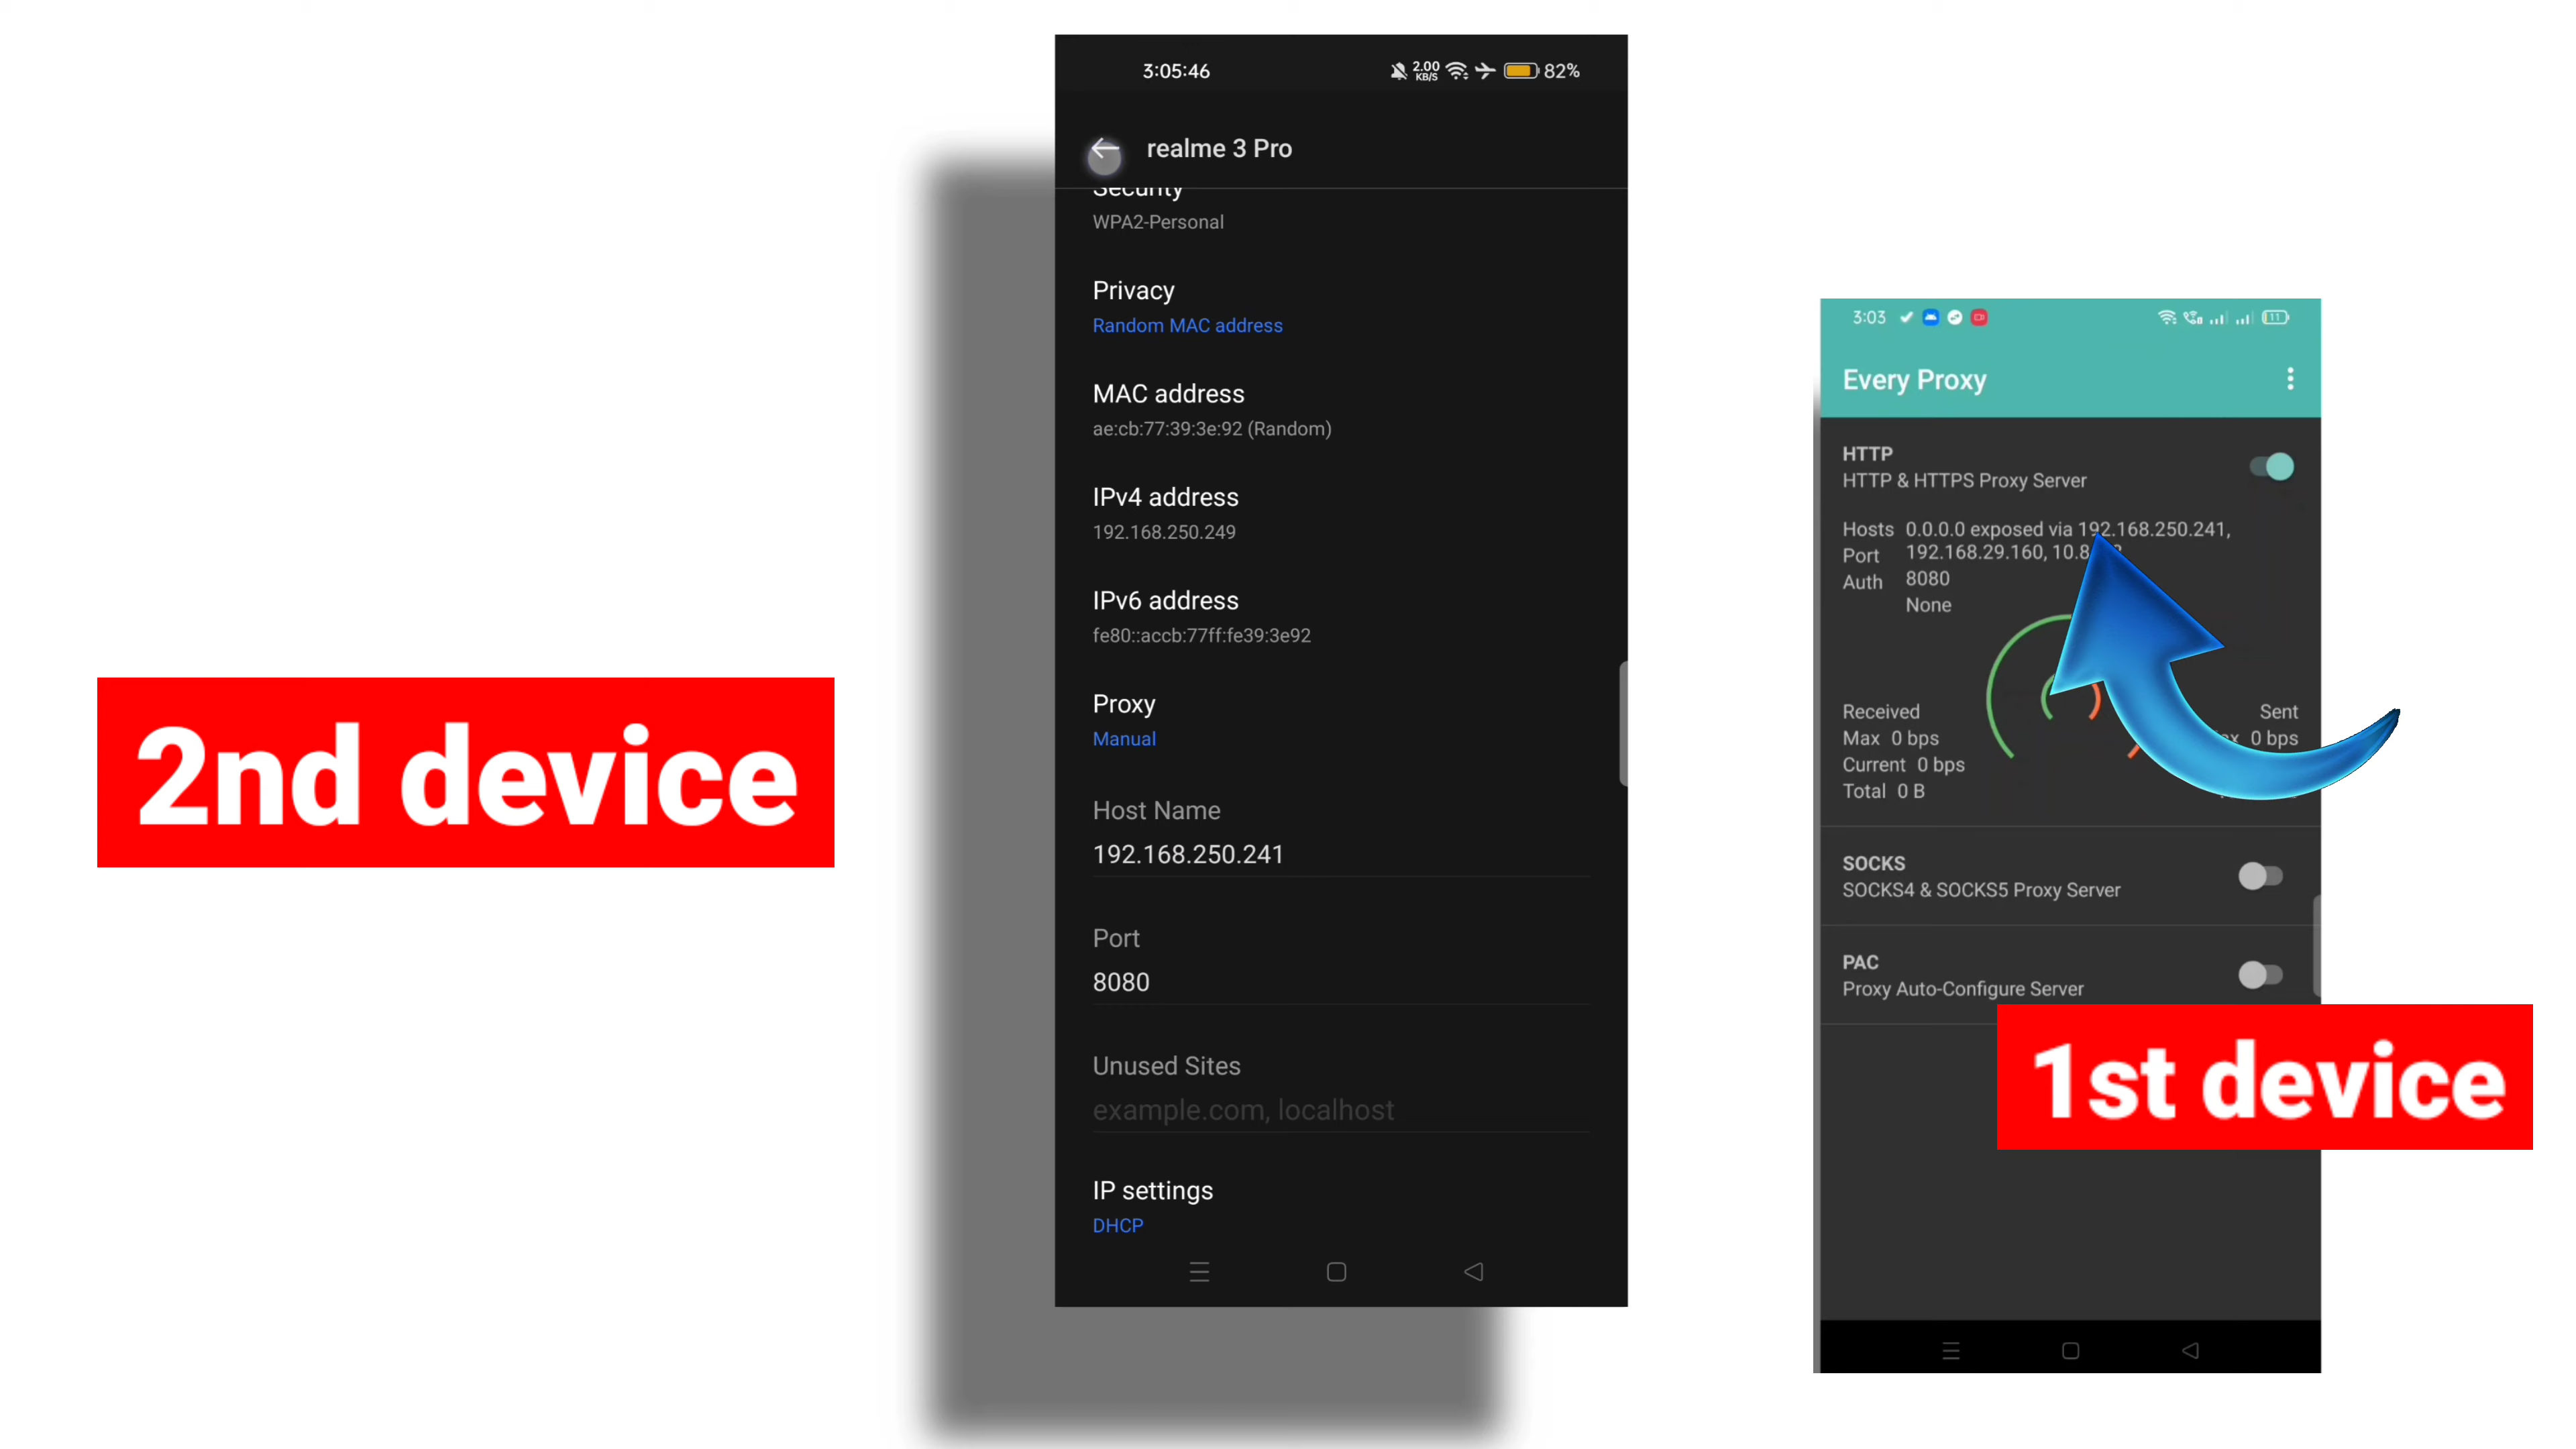 2nd device
3:05:46
2.00
KB/S
82%
realme 3 Pro
Security
WPA2-Personal
Privacy
Random MAC address
MAC address
ae:cb:77:39:3e:92 (Random)
IPv4 address
192.168.250.249
IPv6 address
fe80::accb:77ff:fe39:3e92
Proxy
Manual
Host Name
192.168.250.241
Port
8080
Unused Sites
example.com, localhost
IP settings
DHCP
3:03
11
Every Proxy
HTTP
HTTP & HTTPS Proxy Server
Hosts 0.0.0.0 exposed via 192.168.250.241,
192.168.29.160,
Port 8080
Auth None
Received
Max 0 bps
Current 0 bps
Total 0 B
Sent
0 bps
SOCKS
SOCKS4 & SOCKS5 Proxy Server
PAC
Proxy Auto-Configure Server
1st device